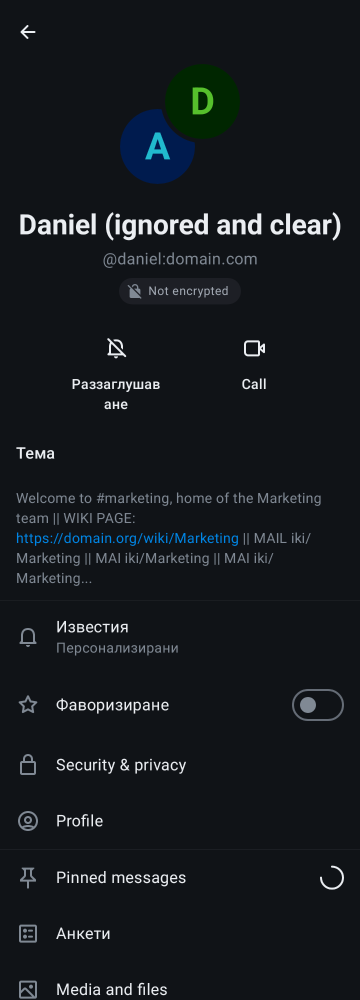 D
A
Daniel (ignored and clear)
@daniel:domain.com
Not encrypted
Раззаглушав
ане
Call
Тема
Welcome to #marketing, home of the Marketing
team || WIKI PAGE:
https://domain.org/wiki/Marketing || MAIL iki/
Marketing || MAI iki/Marketing || MAI iki/
Marketing...
Известия
Персонализирани
Фаворизиране
Security & privacy
Profile
Pinned messages
Анкети
Media and files